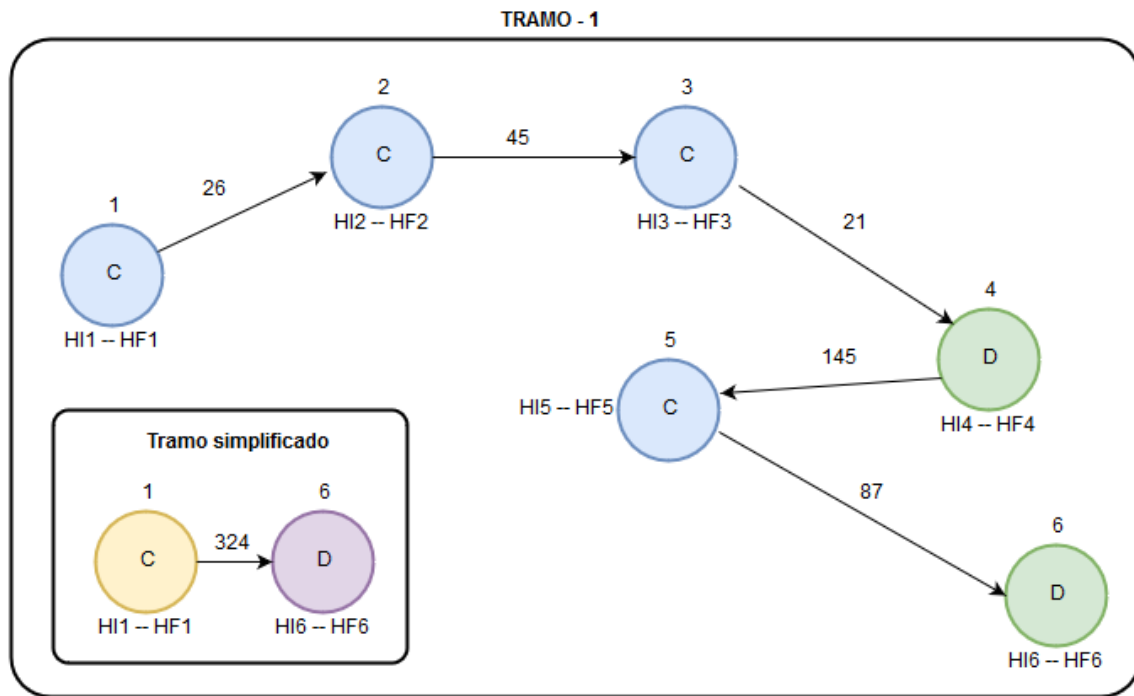 TRAMO - 1
1
C
HI1 -- HF1
26
2
C
HI2 -- HF2
45
3
C
HI3 -- HF3
21
4
D
HI4 -- HF4
145
5
C
HI5 -- HF5
87
6
D
HI6 -- HF6
Tramo simplificado
1
C
HI1 -- HF1
324
6
D
HI6 -- HF6